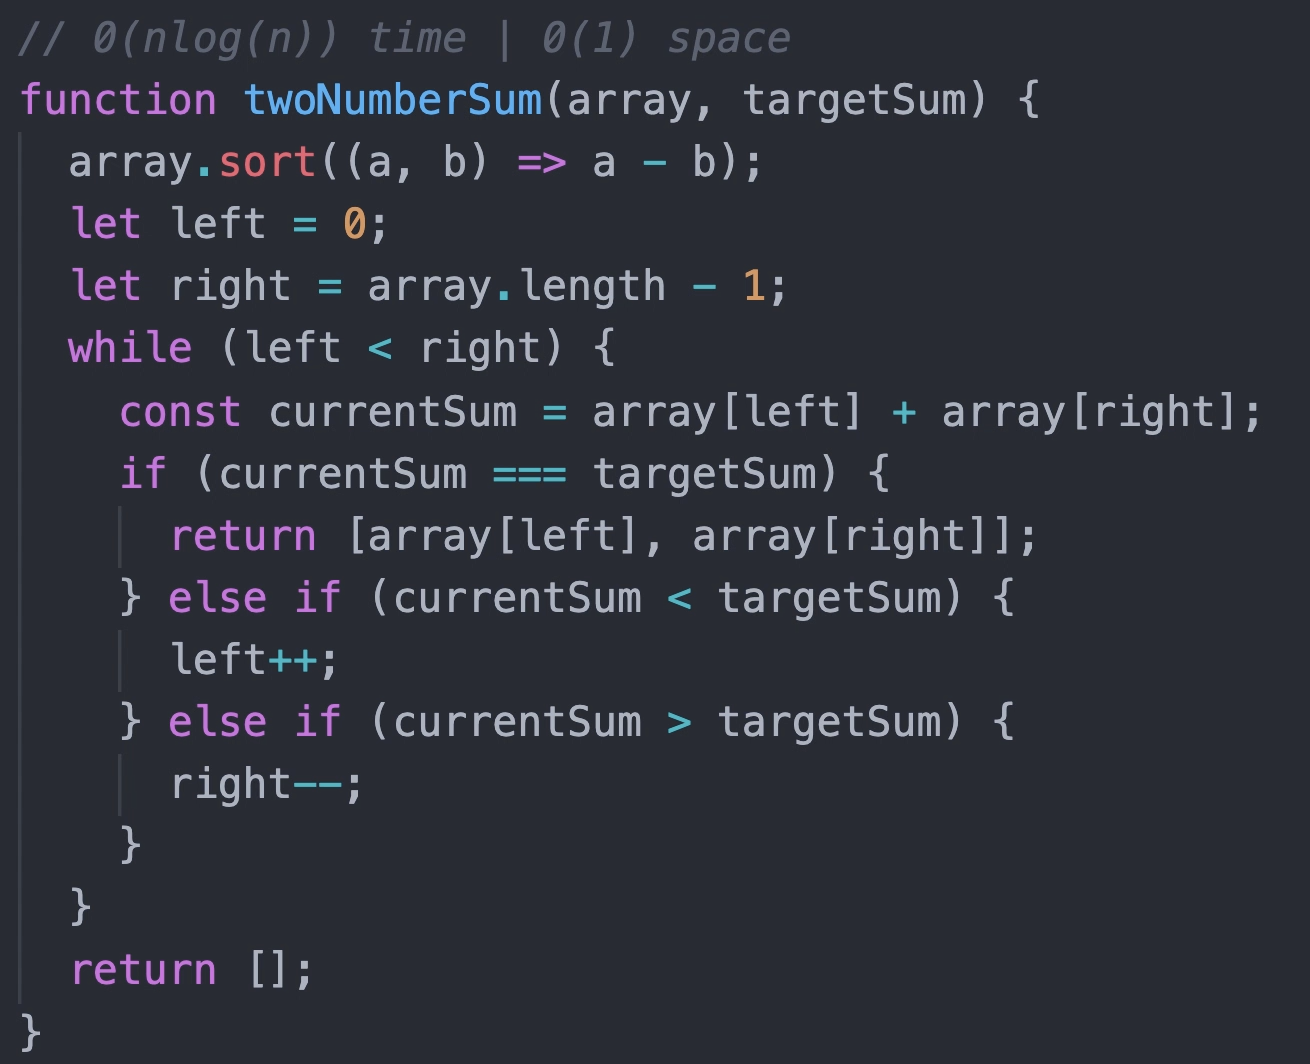 // 0(nlog(n)) time | 0(1) space
function twoNumberSum(array, targetSum) {
  array.sort((a, b) => a - b);
  let left = 0;
  let right = array.length - 1;
  while (left < right) {
    const currentSum = array[left] + array[right];
    if (currentSum === targetSum) {
      return [array[left], array[right]];
    } else if (currentSum < targetSum) {
      left++;
    } else if (currentSum > targetSum) {
      right--;
    }
  }
  return [];
}